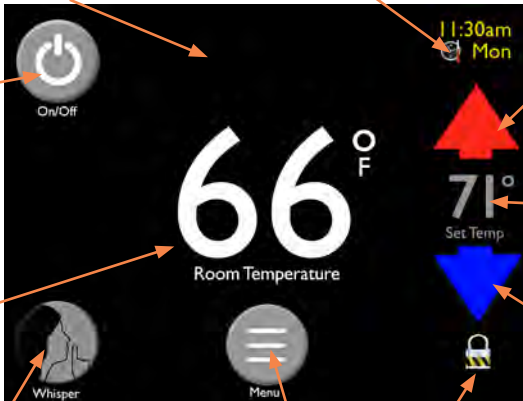 11:30am
Mon
On/Off
66°F
71°
Set Temp
Room Temperature
Whisper
Menu